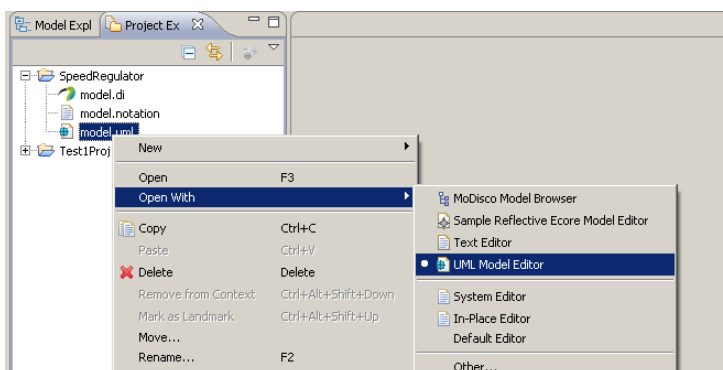 Model Expl Project Ex
SpeedRegulator
model.di
model.notation
model.uml
Test1Proj
New
Open F3
Open With
Copy Ctrl+C
Paste Ctrl+V
Delete Delete
Remove from Context Ctrl+Alt+Shift+Down
Mark as Landmark Ctrl+Alt+Shift+Up
Move...
Rename... F2
MoDisco Model Browser
Sample Reflective Ecore Model Editor
Text Editor
UML Model Editor
System Editor
In-Place Editor
Default Editor
Other...